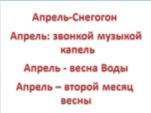 Апрель-Снегогон
Апрель: звонкой музыкой
капель
Апрель - весна Воды
Апрель – второй месяц
весны